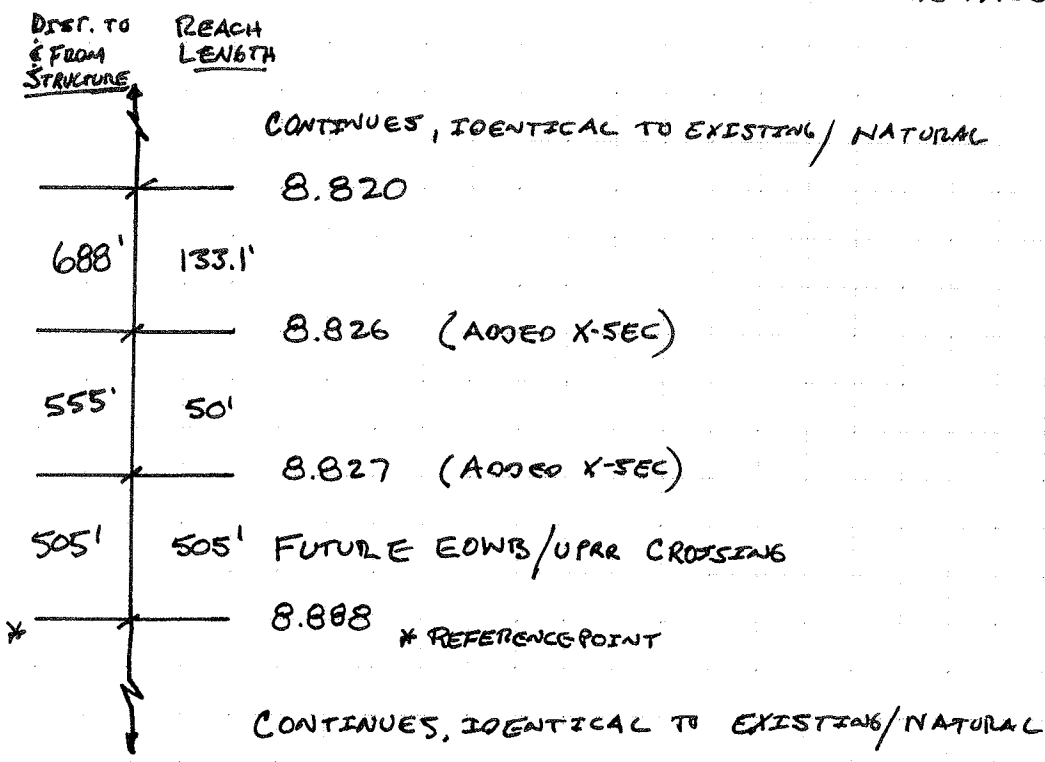 DIST. TO REACH
& FROM LENGTH
STRUCTURE
CONTINUES, IDENTICAL TO EXISTING/NATURAL
8.820
688' 133.1'
8.826 (ADDED X-SEC)
555' 50'
8.827 (ADDED X-SEC)
505' 505' FUTURE EOWB/UPRR CROSSING
* 8.888 * REFERENCE POINT
CONTINUES, IDENTICAL TO EXISTING/NATURAL